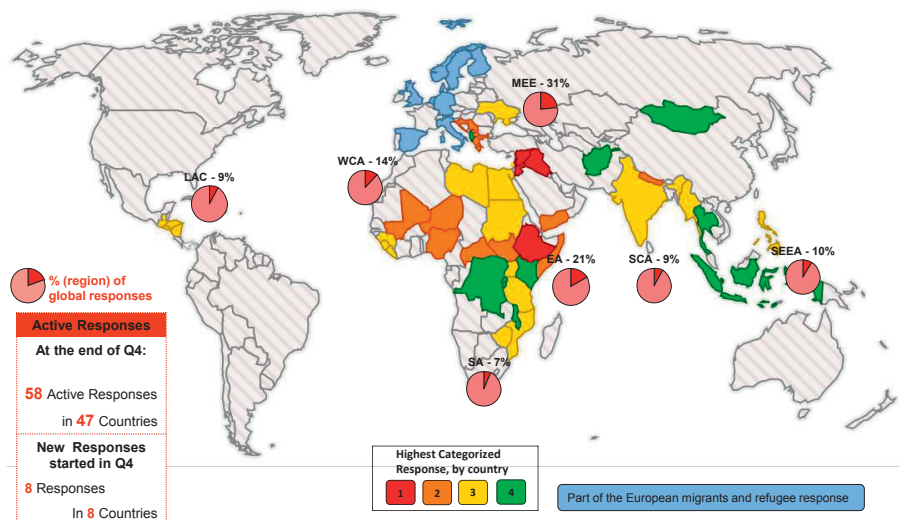 MEE - 31%
WCA - 14%
LAC - 9%
EA - 21%
SCA - 9%
SEEA - 10%
SA - 7%
% (region) of
global responses
Active Responses
At the end of Q4:
58 Active Responses
in 47 Countries
New Responses
started in Q4
8 Responses
In 8 Countries
Highest Categorized
Response, by country
1 2 3 4
Part of the European migrants and refugee response